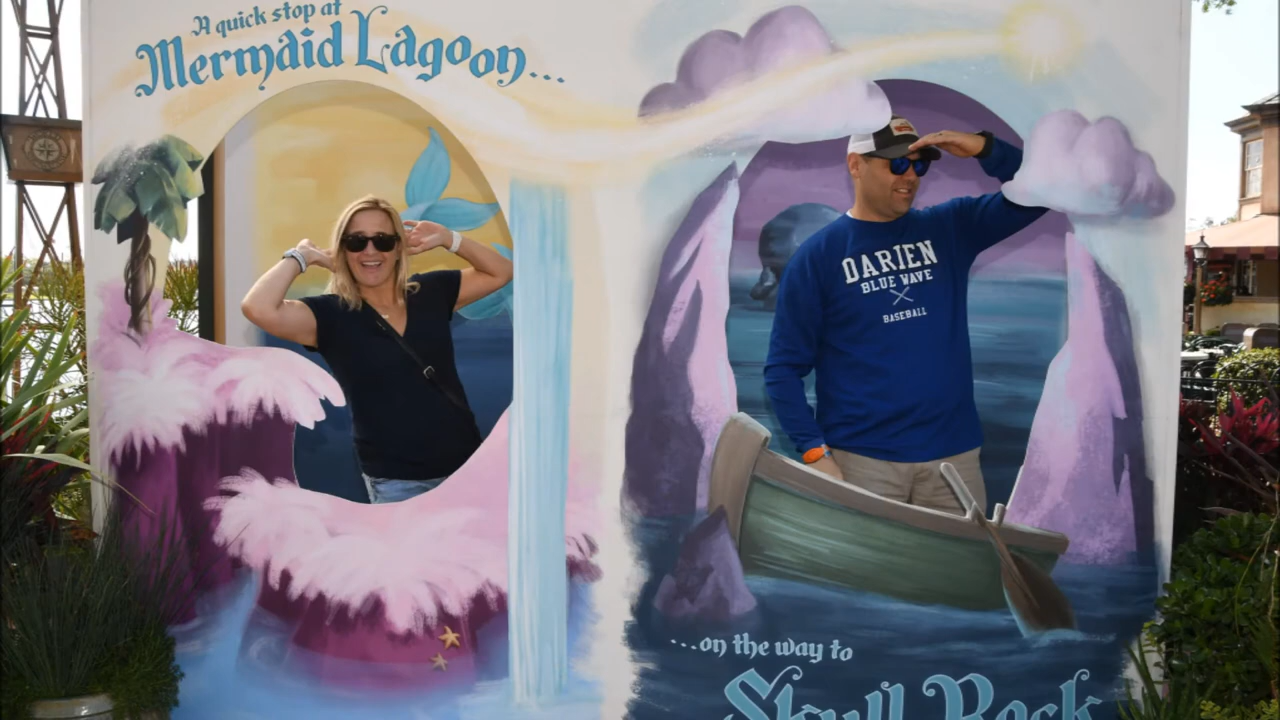 A quick stop at
Mermaid Lagoon...
DARIEN
BLUE WAVE
BASEBALL
...on the way to
Skull Rock